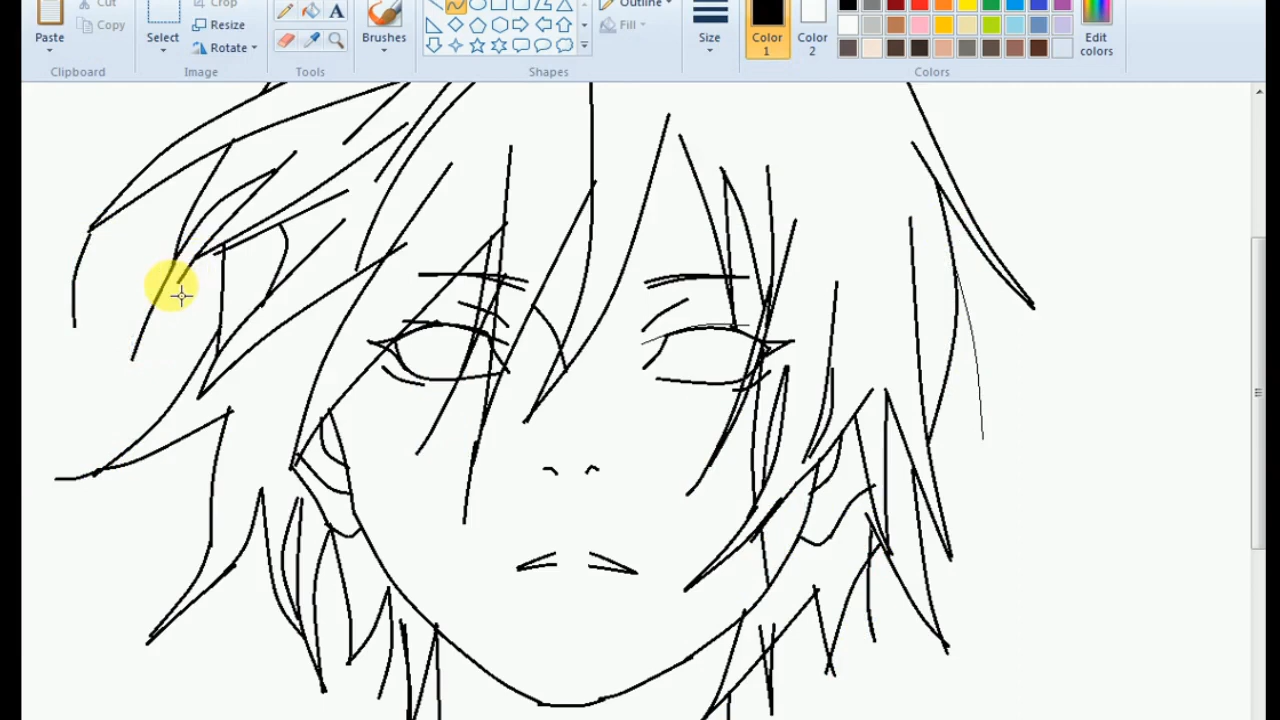 Cut
Crop
Outline
Paste
Copy
Select
Resize
Rotate
A
Brushes
Fill
Size
Color
1
Color
2
Edit
colors
Clipboard
Image
Tools
Shapes
Colors